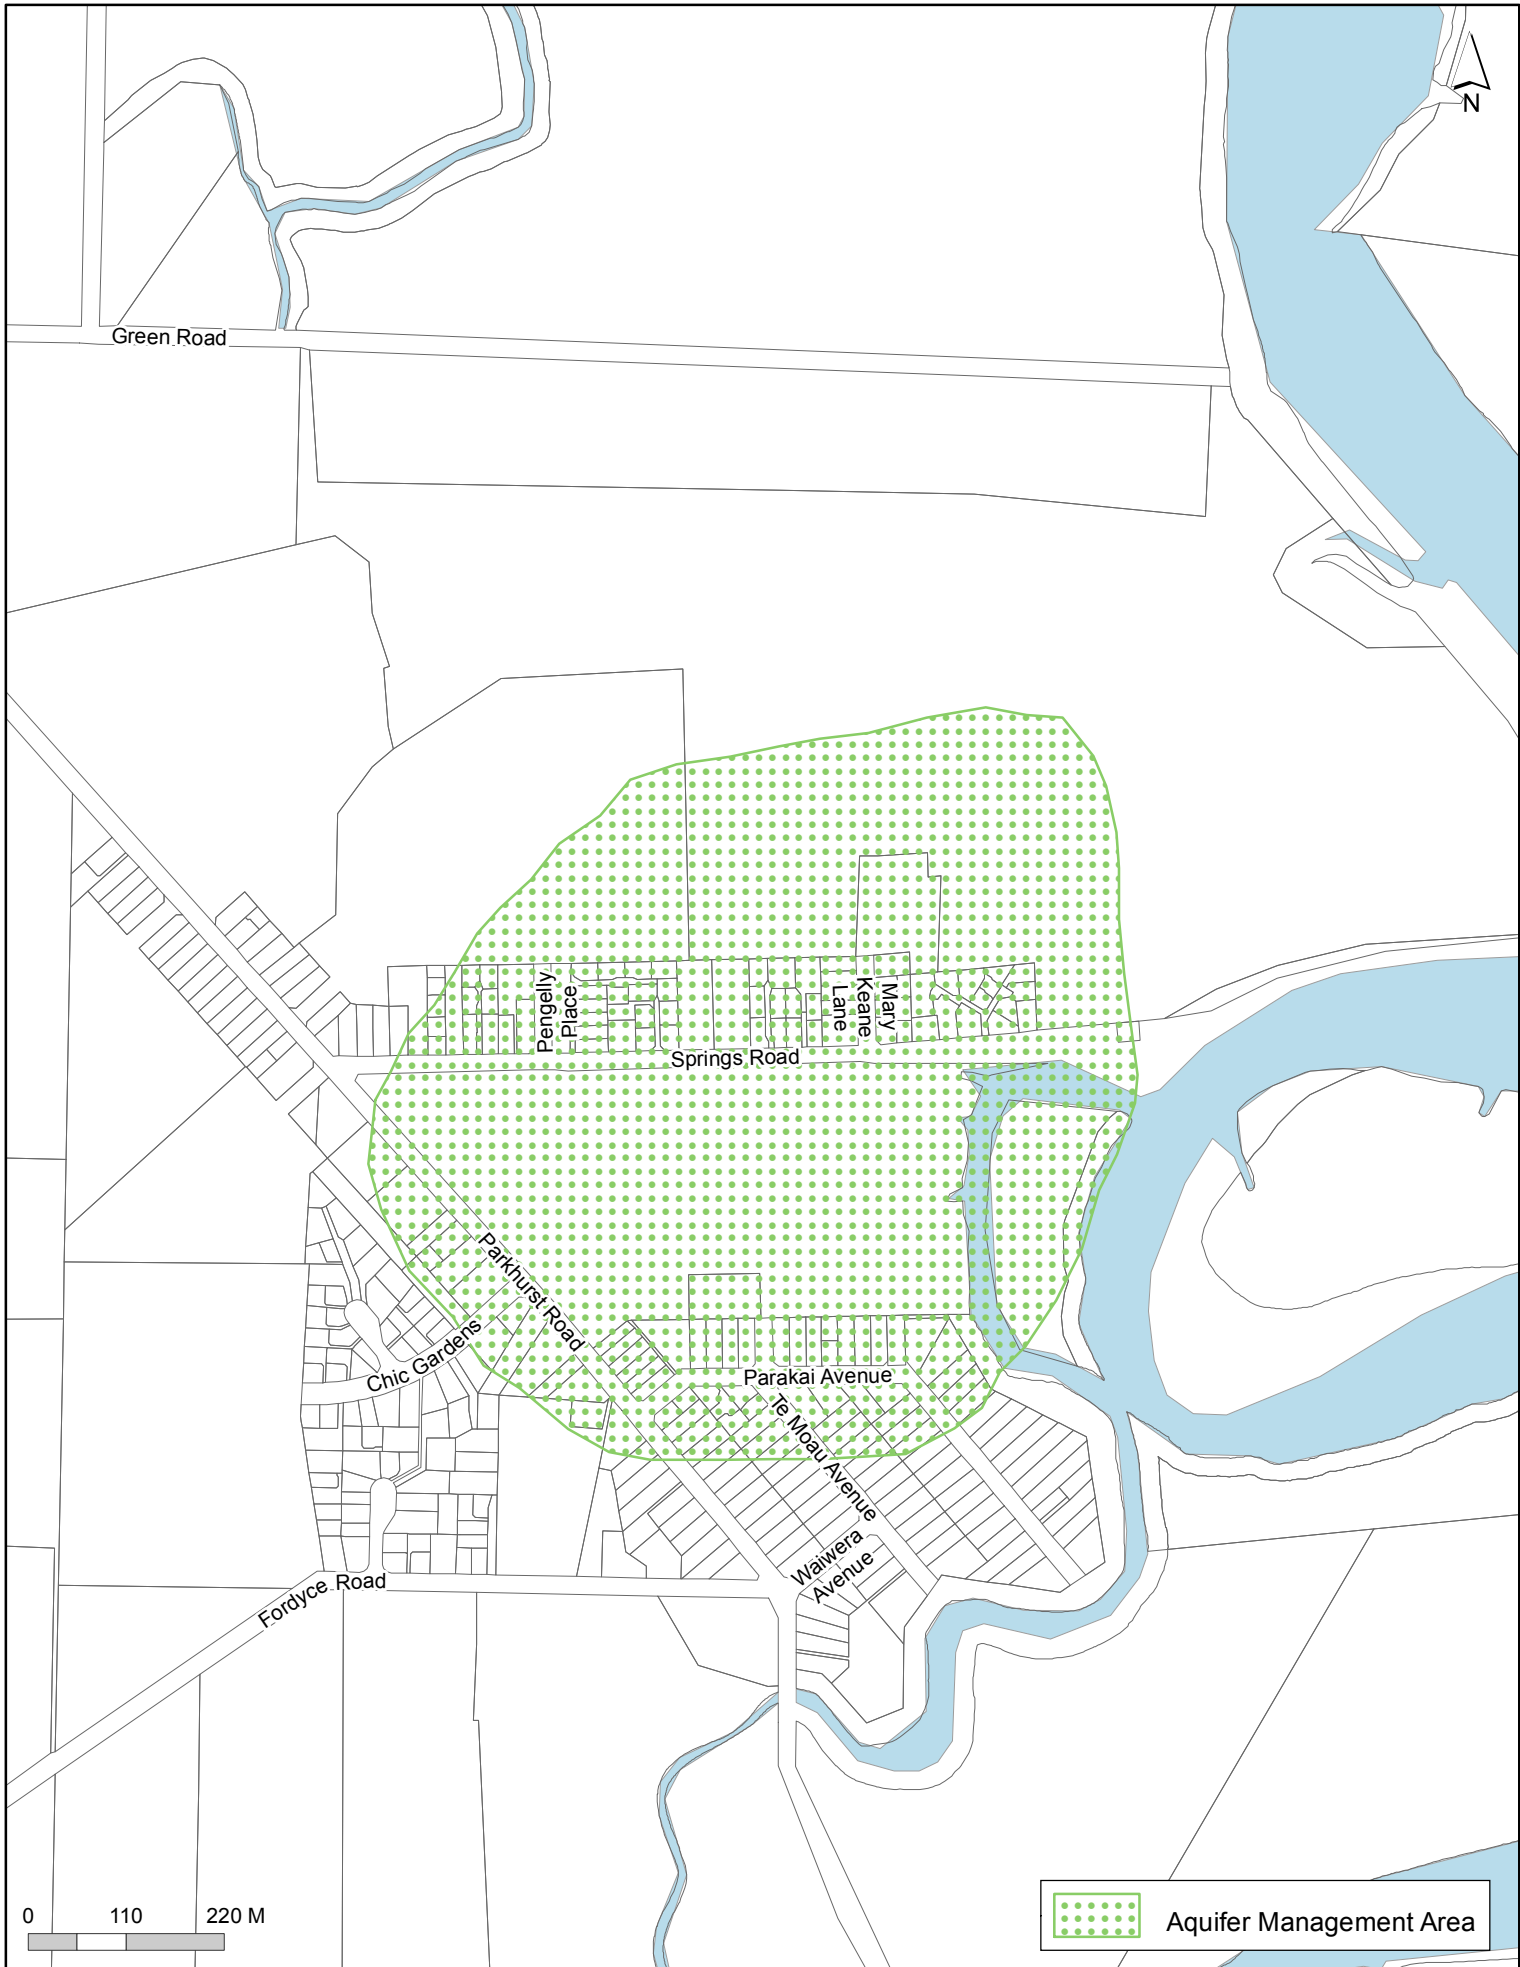 N
Green Road
Pengelly
Place
Mary
Keane
Lane
Springs Road
Parkhurst Road
Chic Gardens
Parakai Avenue
Te Moau Avenue
Waiwera
Avenue
Fordyce Road
0 110 220 M
Aquifer Management Area